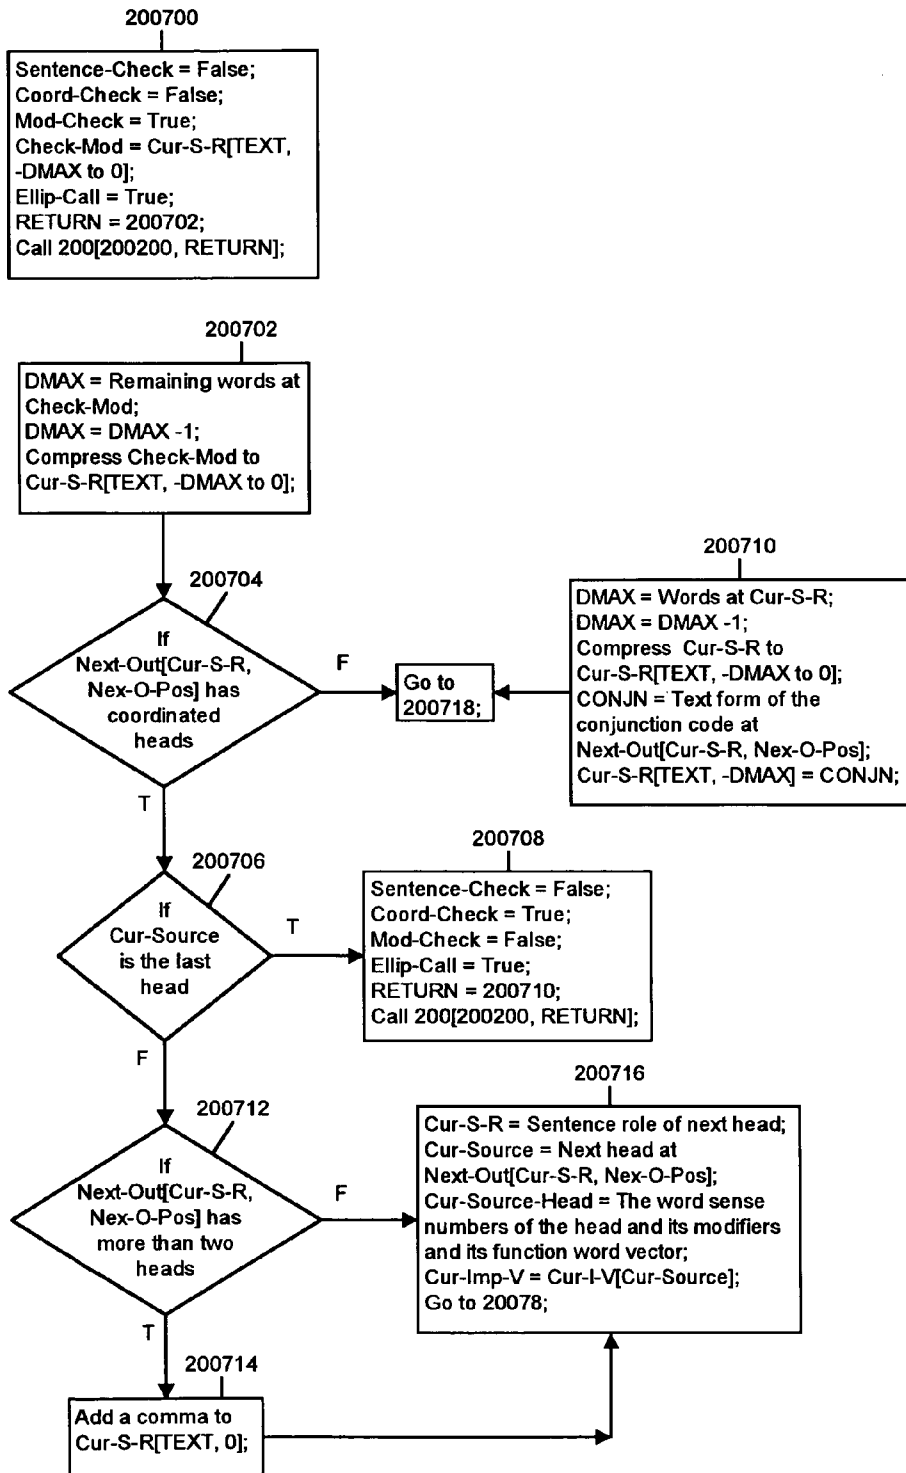 200700
Sentence-Check = False;
Coord-Check = False;
Mod-Check = True;
Check-Mod = Cur-S-R[TEXT,
-DMAX to 0];
Ellip-Call = True;
RETURN = 200702;
Call 200[200200, RETURN];
200702
DMAX = Remaining words at
Check-Mod;
DMAX = DMAX -1;
Compress Check-Mod to
Cur-S-R[TEXT, -DMAX to 0];
200704
If
Next-Out[Cur-S-R,
Nex-O-Pos] has
coordinated
heads
F
T
Go to
200718;
200710
DMAX = Words at Cur-S-R;
DMAX = DMAX -1;
Compress Cur-S-R to
Cur-S-R[TEXT, -DMAX to 0];
CONJN = Text form of the
conjunction code at
Next-Out[Cur-S-R, Nex-O-Pos];
Cur-S-R[TEXT, -DMAX] = CONJN;
200706
If
Cur-Source
is the last
head
T
F
200708
Sentence-Check = False;
Coord-Check = True;
Mod-Check = False;
Ellip-Call = True;
RETURN = 200710;
Call 200[200200, RETURN];
200712
If
Next-Out[Cur-S-R,
Nex-O-Pos] has
more than two
heads
F
T
200716
Cur-S-R = Sentence role of next head;
Cur-Source = Next head at
Next-Out[Cur-S-R, Nex-O-Pos];
Cur-Source-Head = The word sense
numbers of the head and its modifiers
and its function word vector;
Cur-Imp-V = Cur-I-V[Cur-Source];
Go to 20078;
200714
Add a comma to
Cur-S-R[TEXT, 0];